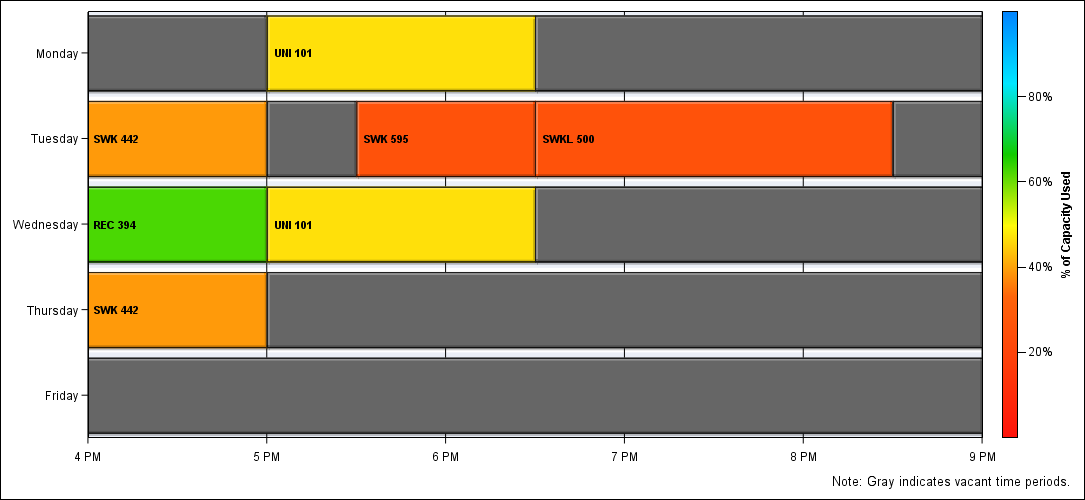 Monday
UNI 101
Tuesday
SWK 442
SWK 595
SWKL 500
Wednesday
REC 394
UNI 101
Thursday
SWK 442
Friday
4 PM
5 PM
6 PM
7 PM
8 PM
9 PM
80%
60%
40%
20%
% of Capacity Used
Note: Gray indicates vacant time periods.